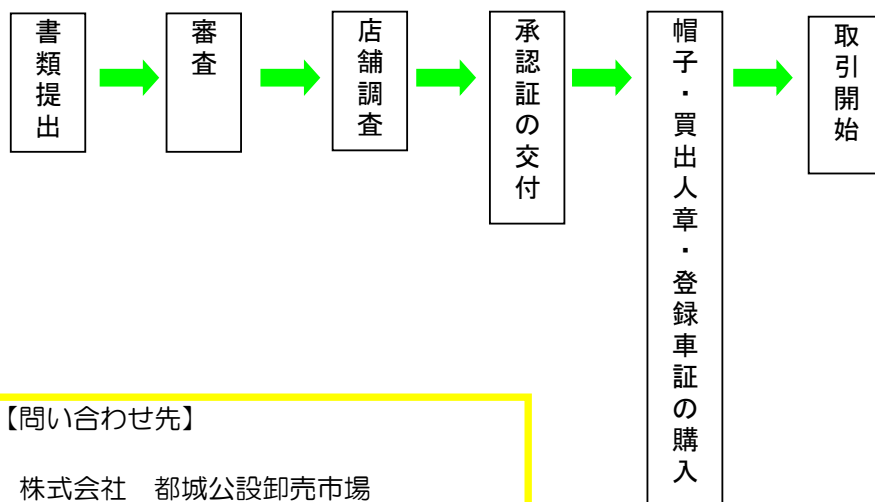 書類提出
審査
店舗調査
承認証の交付
帽子・買出人章・登録車証の購入
取引開始
【問い合わせ先】
株式会社　都城公設卸売市場